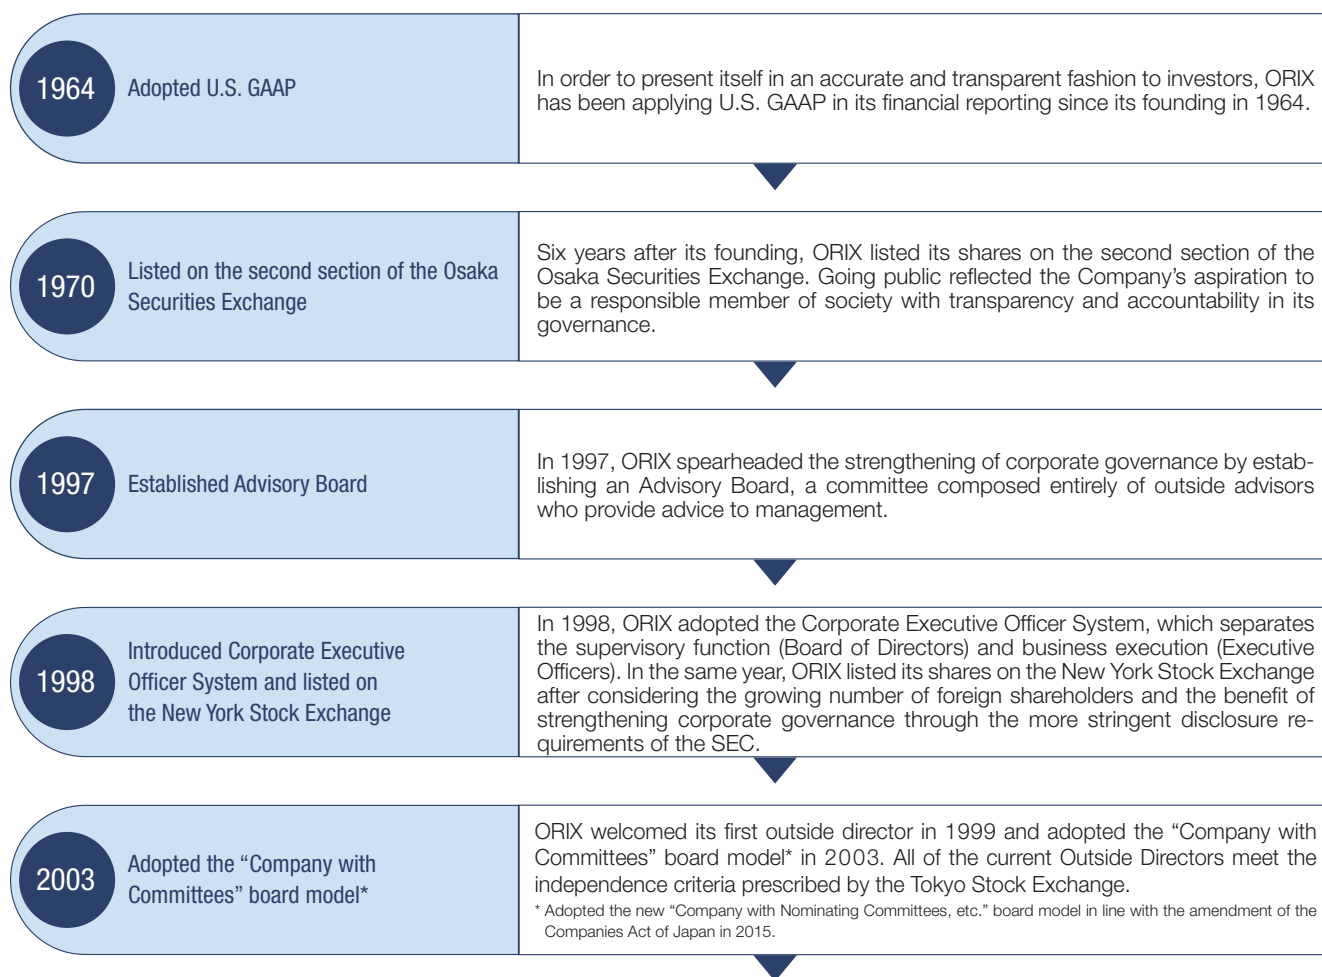 1964
Adopted U.S. GAAP
In order to present itself in an accurate and transparent fashion to investors, ORIX
has been applying U.S. GAAP in its financial reporting since its founding in 1964.
1970
Listed on the second section of the Osaka
Securities Exchange
Six years after its founding, ORIX listed its shares on the second section of the
Osaka Securities Exchange. Going public reflected the Company’s aspiration to
be a responsible member of society with transparency and accountability in its
governance.
1997
Established Advisory Board
In 1997, ORIX spearheaded the strengthening of corporate governance by estab-
lishing an Advisory Board, a committee composed entirely of outside advisors
who provide advice to management.
1998
Introduced Corporate Executive
Officer System and listed on
the New York Stock Exchange
In 1998, ORIX adopted the Corporate Executive Officer System, which separates
the supervisory function (Board of Directors) and business execution (Executive
Officers). In the same year, ORIX listed its shares on the New York Stock Exchange
after considering the growing number of foreign shareholders and the benefit of
strengthening corporate governance through the more stringent disclosure re-
quirements of the SEC.
2003
Adopted the “Company with
Committees” board model*
ORIX welcomed its first outside director in 1999 and adopted the “Company with
Committees” board model* in 2003. All of the current Outside Directors meet the
independence criteria prescribed by the Tokyo Stock Exchange.
* Adopted the new “Company with Nominating Committees, etc.” board model in line with the amendment of the
Companies Act of Japan in 2015.